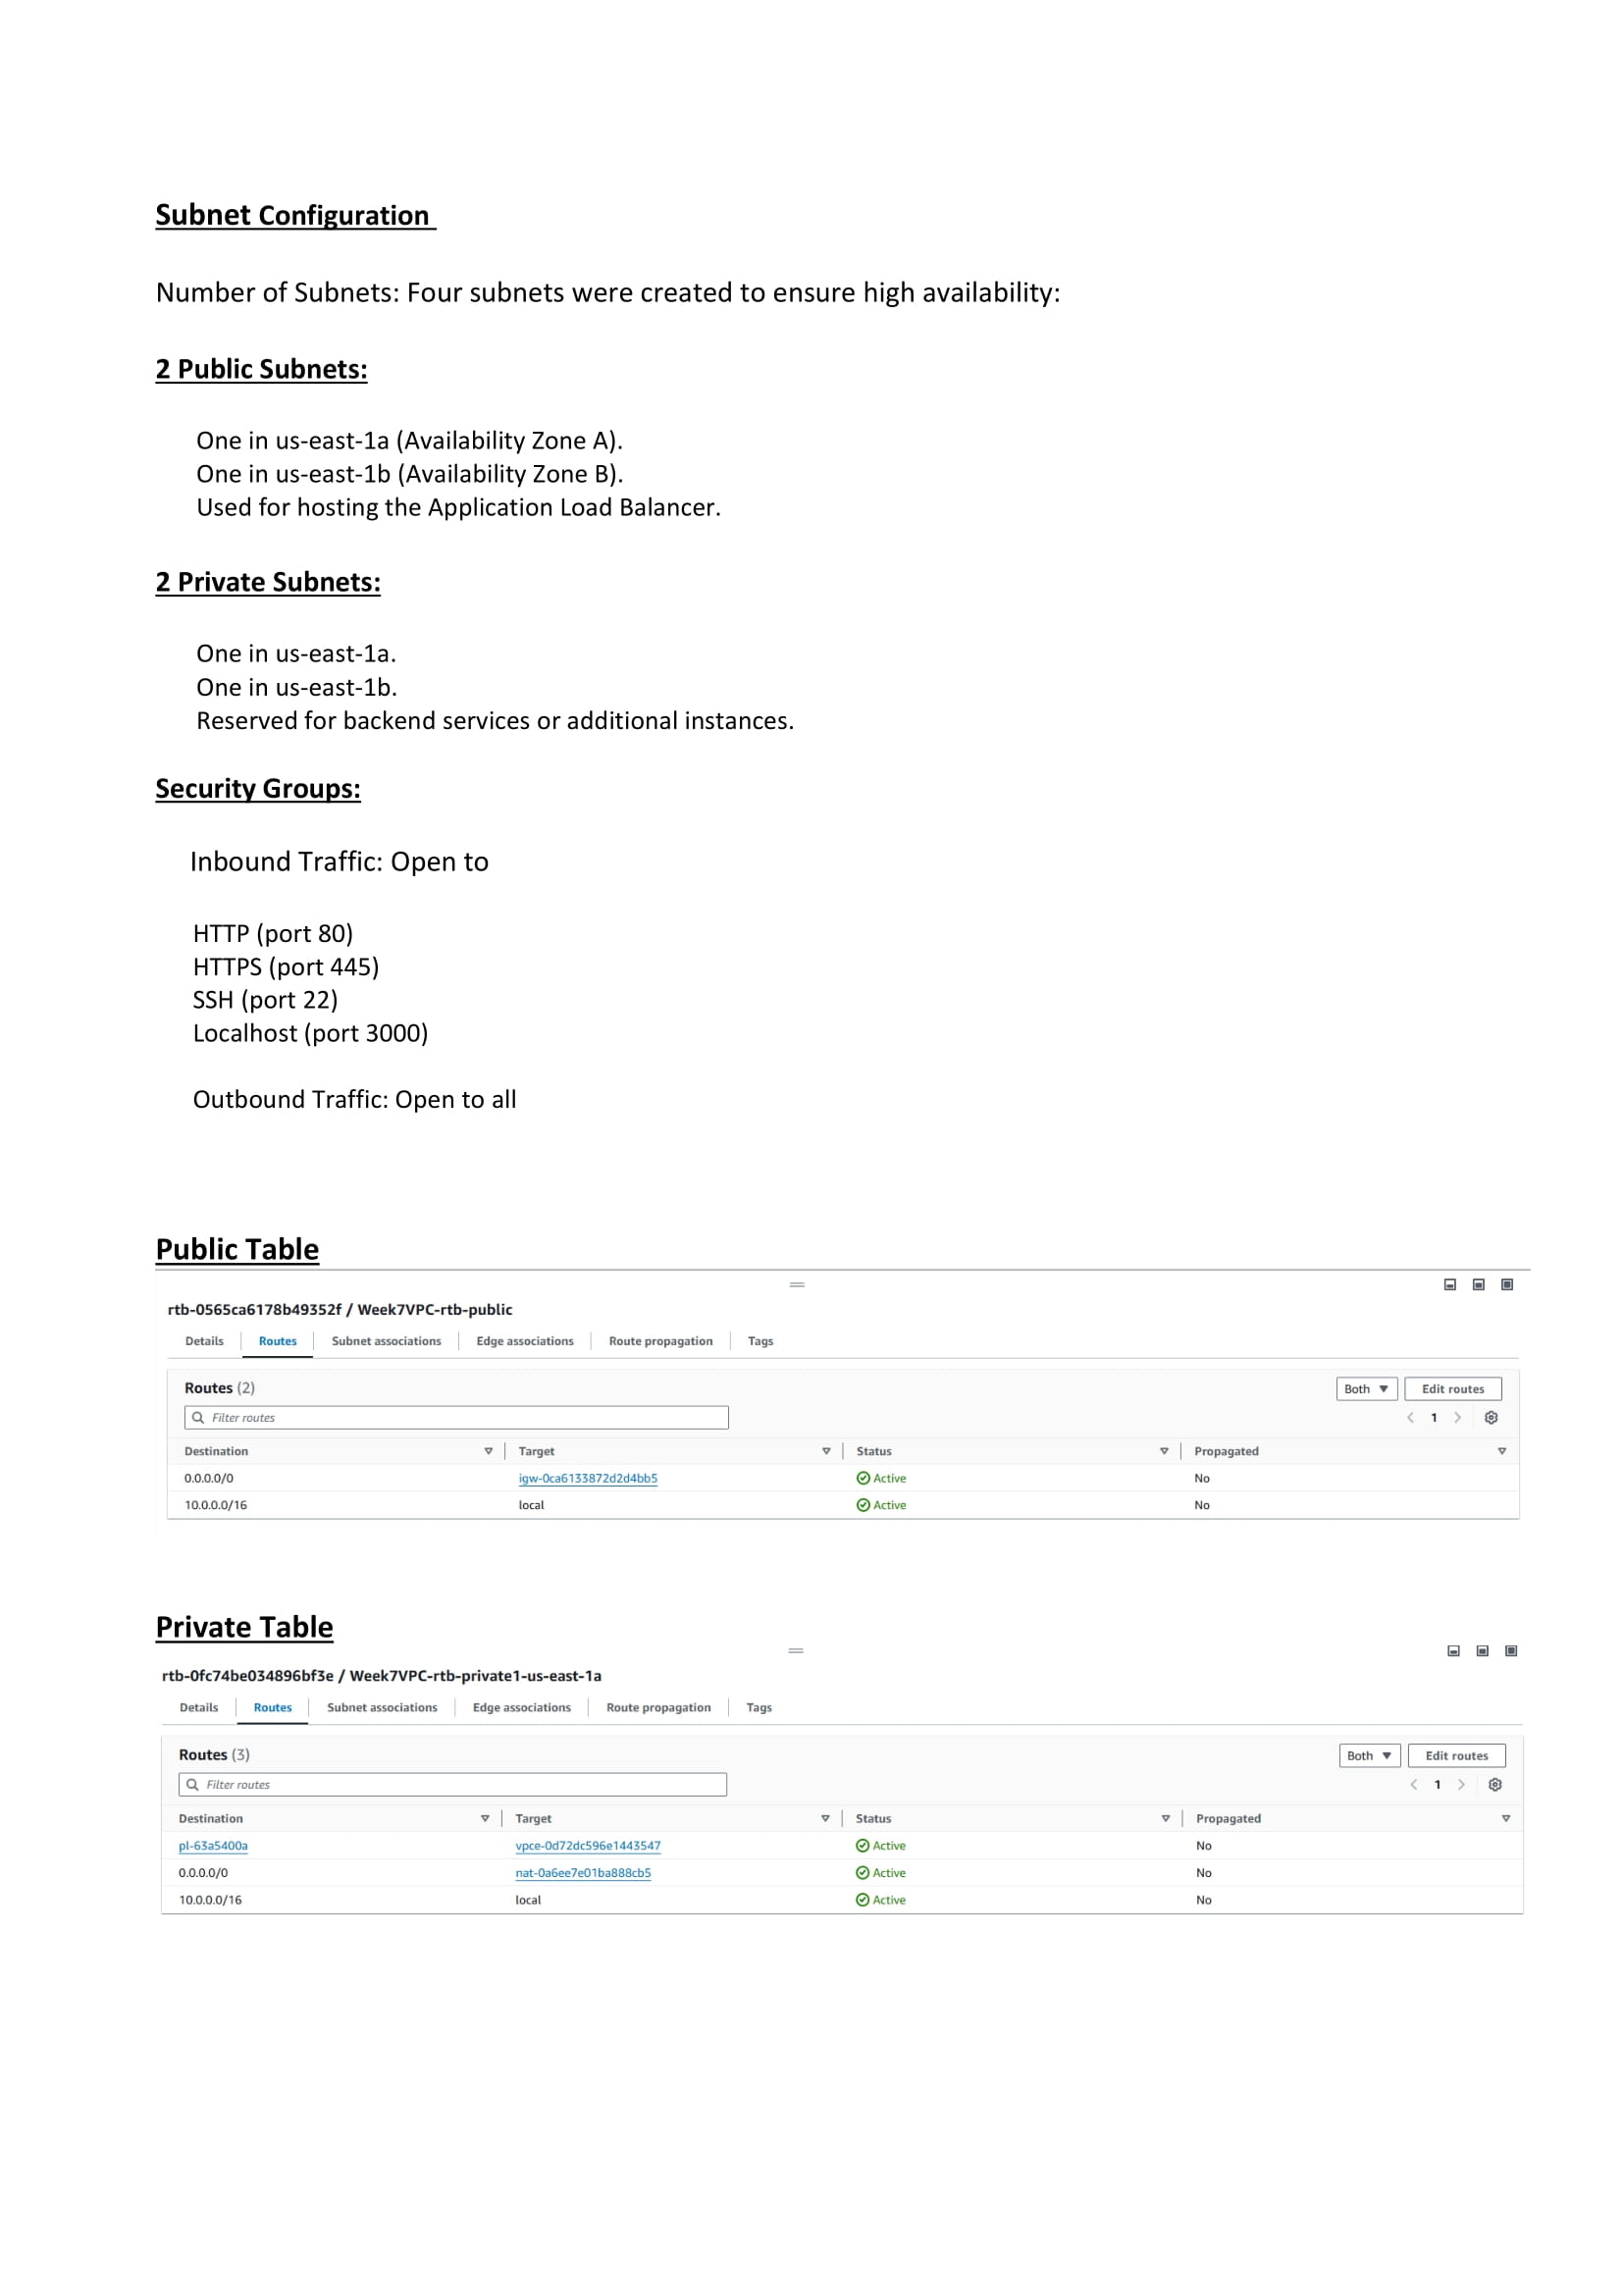 Subnet Configuration
Number of Subnets: Four subnets were created to ensure high availability:
2 Public Subnets:
One in us-east-1a (Availability Zone A).
One in us-east-1b (Availability Zone B).
Used for hosting the Application Load Balancer.
2 Private Subnets:
One in us-east-1a.
One in us-east-1b.
Reserved for backend services or additional instances.
Security Groups:
Inbound Traffic: Open to
HTTP (port 80)
HTTPS (port 445)
SSH (port 22)
Localhost (port 3000)
Outbound Traffic: Open to all
Public Table
rtb-0565ca6178b49352f / Week7VPC-rtb-public
Details Routes Subnet associations Edge associations Route propagation Tags
Routes (2) Both Edit routes
Filter routes 1
Destination Target Status Propagated
0.0.0.0/0 igw-0ca6133872d2d4bb5 Active No
10.0.0.0/16 local Active No
Private Table
rtb-0fc74be034896bf3e / Week7VPC-rtb-private1-us-east-1a
Details Routes Subnet associations Edge associations Route propagation Tags
Routes (3) Both Edit routes
Filter routes 1
Destination Target Status Propagated
pl-63a5400a vpce-0d72dc596e1443547 Active No
0.0.0.0/0 nat-0a6ee7e01ba888cb5 Active No
10.0.0.0/16 local Active No